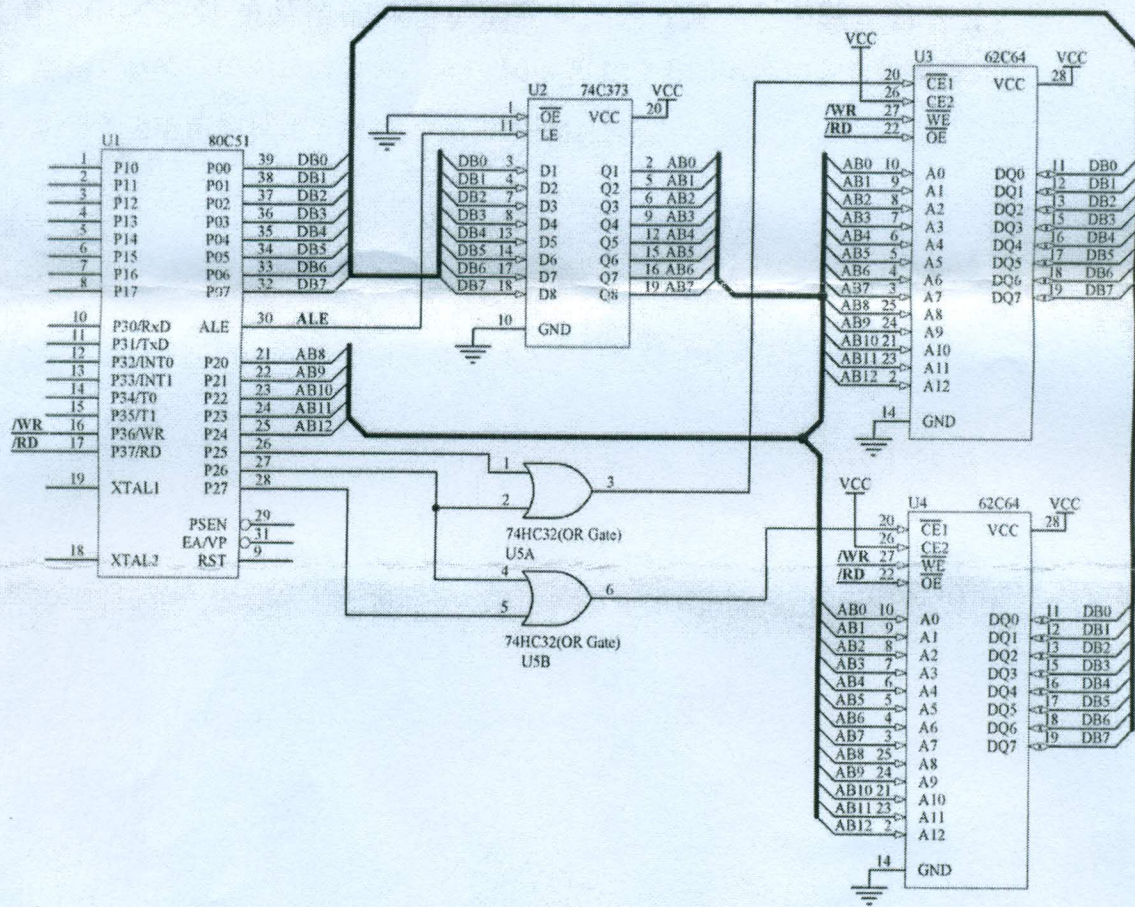 U1 80C51
1 P10 P00 39 DB0
2 P11 P01 38 DB1
3 P12 P02 37 DB2
4 P13 P03 36 DB3
5 P14 P04 35 DB4
6 P15 P05 34 DB5
7 P16 P06 33 DB6
8 P17 P07 32 DB7
10 P30/RxD ALE 30 ALE
11 P31/TxD
12 P32/INT0 P20 21 AB8
13 P33/INT1 P21 22 AB9
14 P34/T0 P22 23 AB10
15 P35/T1 P23 24 AB11
/WR 16 P36/WR P24 25 AB12
/RD 17 P37/RD P25 26
P26 27
19 XTAL1 P27 28
PSEN 29
EA/VP 31
18 XTAL2 RST 9
U2 74C373 VCC
1 OE VCC 20
11 LE
DB0 3 D1 Q1 2 AB0
DB1 4 D2 Q2 5 AB1
DB2 7 D3 Q3 6 AB2
DB3 8 D4 Q4 9 AB3
DB4 13 D5 Q5 12 AB4
DB5 14 D6 Q6 15 AB5
DB6 17 D7 Q7 16 AB6
DB7 18 D8 Q8 19 AB7
10 GND
1
2
3
74HC32(OR Gate)
U5A
4
5
6
74HC32(OR Gate)
U5B
VCC U3 62C64 VCC
20 CE1 VCC 28
26 CE2
/WR 27 WE
/RD 22 OE
AB0 10 A0 DQ0 11 DB0
AB1 9 A1 DQ1 12 DB1
AB2 8 A2 DQ2 13 DB2
AB3 7 A3 DQ3 15 DB3
AB4 6 A4 DQ4 16 DB4
AB5 5 A5 DQ5 17 DB5
AB6 4 A6 DQ6 18 DB6
AB7 3 A7 DQ7 19 DB7
AB8 25 A8
AB9 24 A9
AB10 21 A10
AB11 23 A11
AB12 2 A12
14 GND
VCC U4 62C64 VCC
20 CE1 VCC 28
26 CE2
/WR 27 WE
/RD 22 OE
AB0 10 A0 DQ0 11 DB0
AB1 9 A1 DQ1 12 DB1
AB2 8 A2 DQ2 13 DB2
AB3 7 A3 DQ3 15 DB3
AB4 6 A4 DQ4 16 DB4
AB5 5 A5 DQ5 17 DB5
AB6 4 A6 DQ6 18 DB6
AB7 3 A7 DQ7 19 DB7
AB8 25 A8
AB9 24 A9
AB10 21 A10
AB11 23 A11
AB12 2 A12
14 GND